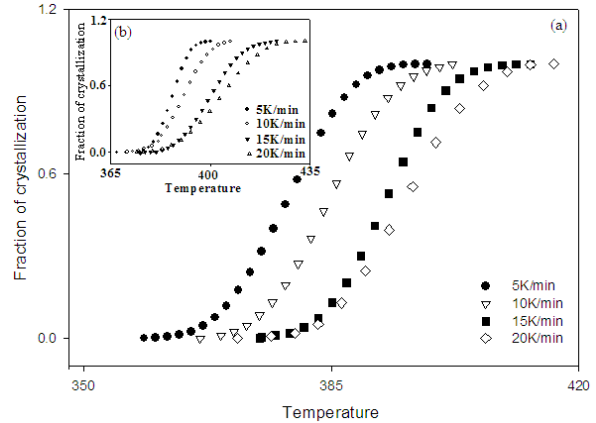 1.2
(a)
1.2
(b)
0.6
0.0
Fraction of crystallization
5K/min
10K/min
15K/min
20K/min
365
400
435
Temperature
0.6
0.0
Fraction of crystallization
5K/min
10K/min
15K/min
20K/min
350
385
420
Temperature